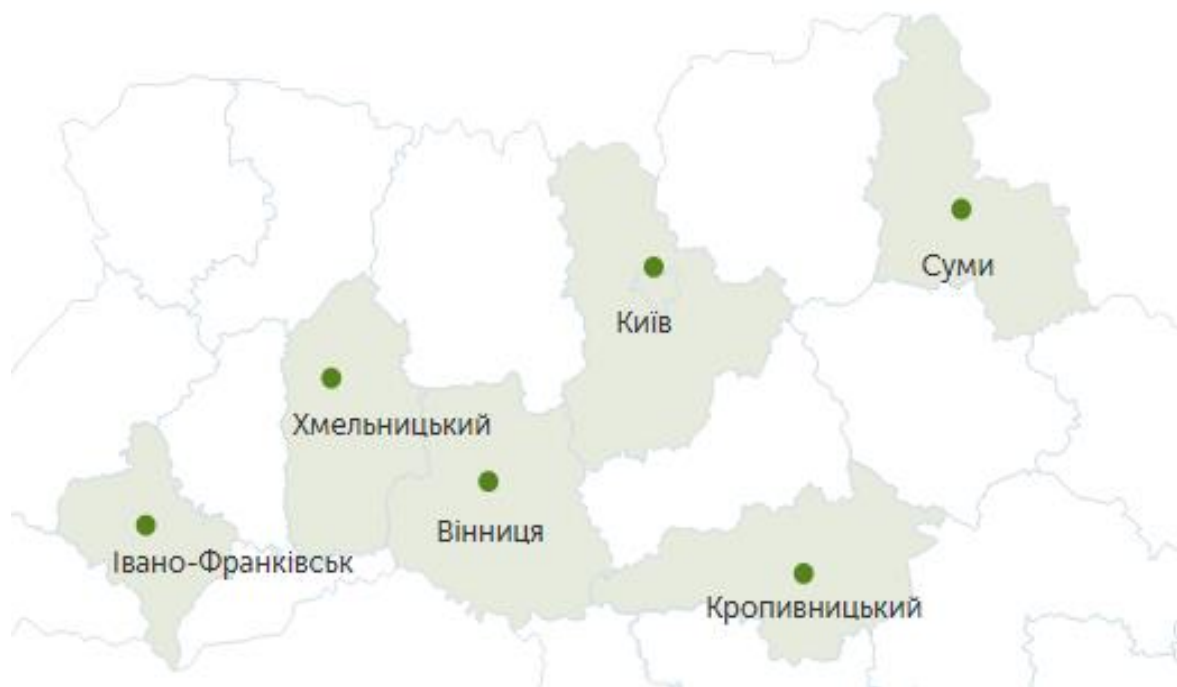 Суми
Київ
Хмельницький
Вінниця
Івано-Франківськ
Кропивницький